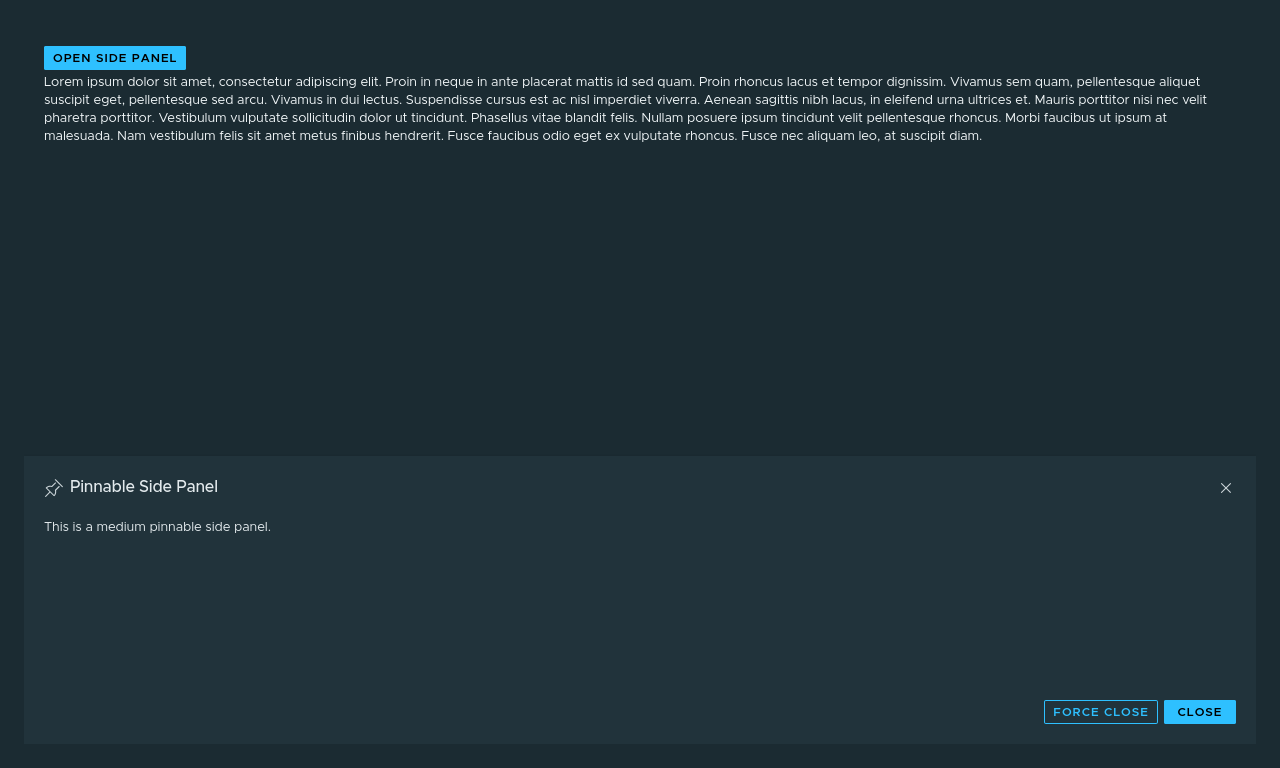 OPEN SIDE PANEL
Lorem ipsum dolor sit amet, consectetur adipiscing elit. Proin in neque in ante placerat mattis id sed quam. Proin rhoncus lacus et tempor dignissim. Vivamus sem quam, pellentesque aliquet
suscipit eget, pellentesque sed arcu. Vivamus in dui lectus. Suspendisse cursus est ac nisl imperdiet viverra. Aenean sagittis nibh lacus, in eleifend urna ultrices et. Mauris porttitor nisi nec velit
pharetra porttitor. Vestibulum vulputate sollicitudin dolor ut tincidunt. Phasellus vitae blandit felis. Nullam posuere ipsum tincidunt velit pellentesque rhoncus. Morbi faucibus ut ipsum at
malesuada. Nam vestibulum felis sit amet metus finibus hendrerit. Fusce faucibus odio eget ex vulputate rhoncus. Fusce nec aliquam leo, at suscipit diam.
Pinnable Side Panel
This is a medium pinnable side panel.
FORCE CLOSE CLOSE